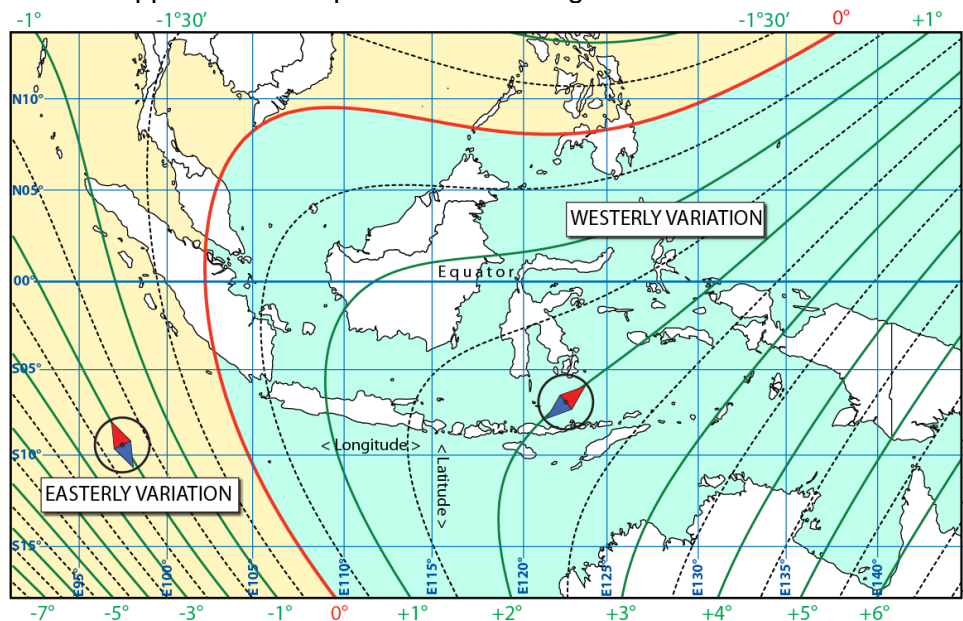 -1° -1°30′ -1°30′ 0° +1°
N10°
N05°
WESTERLY VARIATION
Equator
00°
S05°
< Longitude >
< Latitude >
S10°
EASTERLY VARIATION
S15°
E95° E100° E105° E110° E115° E120° E125° E130° E135° E140°
-7° -5° -3° -1° 0° +1° +2° +3° +4° +5° +6°